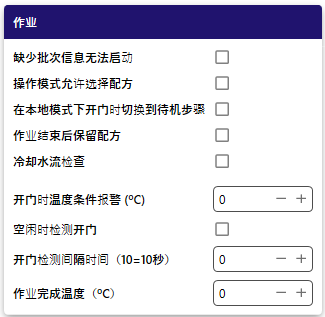 作业
缺少批次信息无法启动
操作模式允许选择配方
在本地模式下开门时切换到待机步骤
作业结束后保留配方
冷却水流检查
开门时温度条件报警 (ºC) 0 − +
空闲时检测开门
开门检测间隔时间（10=10秒） 0 − +
作业完成温度（ºC） 0 − +